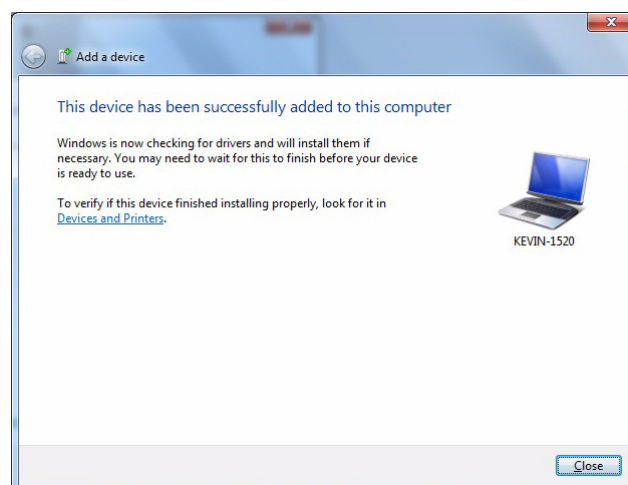 Add a device
This device has been successfully added to this computer
Windows is now checking for drivers and will install them if
necessary. You may need to wait for this to finish before your device
is ready to use.
To verify if this device finished installing properly, look for it in
Devices and Printers.
KEVIN-1520
Close